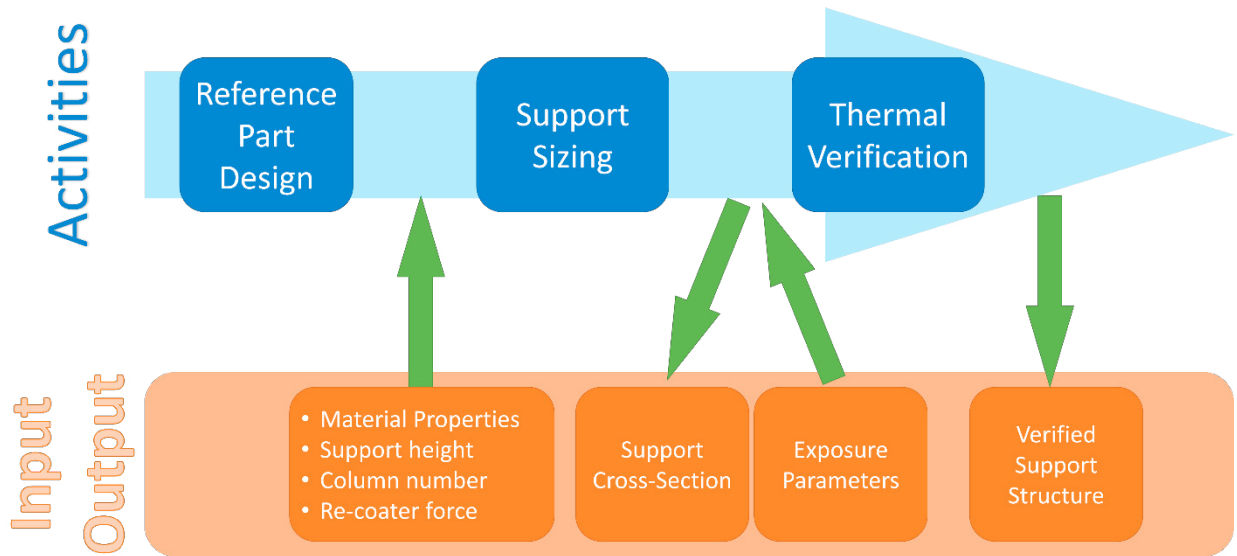 Activities
Reference
Part
Design
Support
Sizing
Thermal
Verification
Input
Output
• Material Properties
• Support height
• Column number
• Re-coater force
Support
Cross-Section
Exposure
Parameters
Verified
Support
Structure